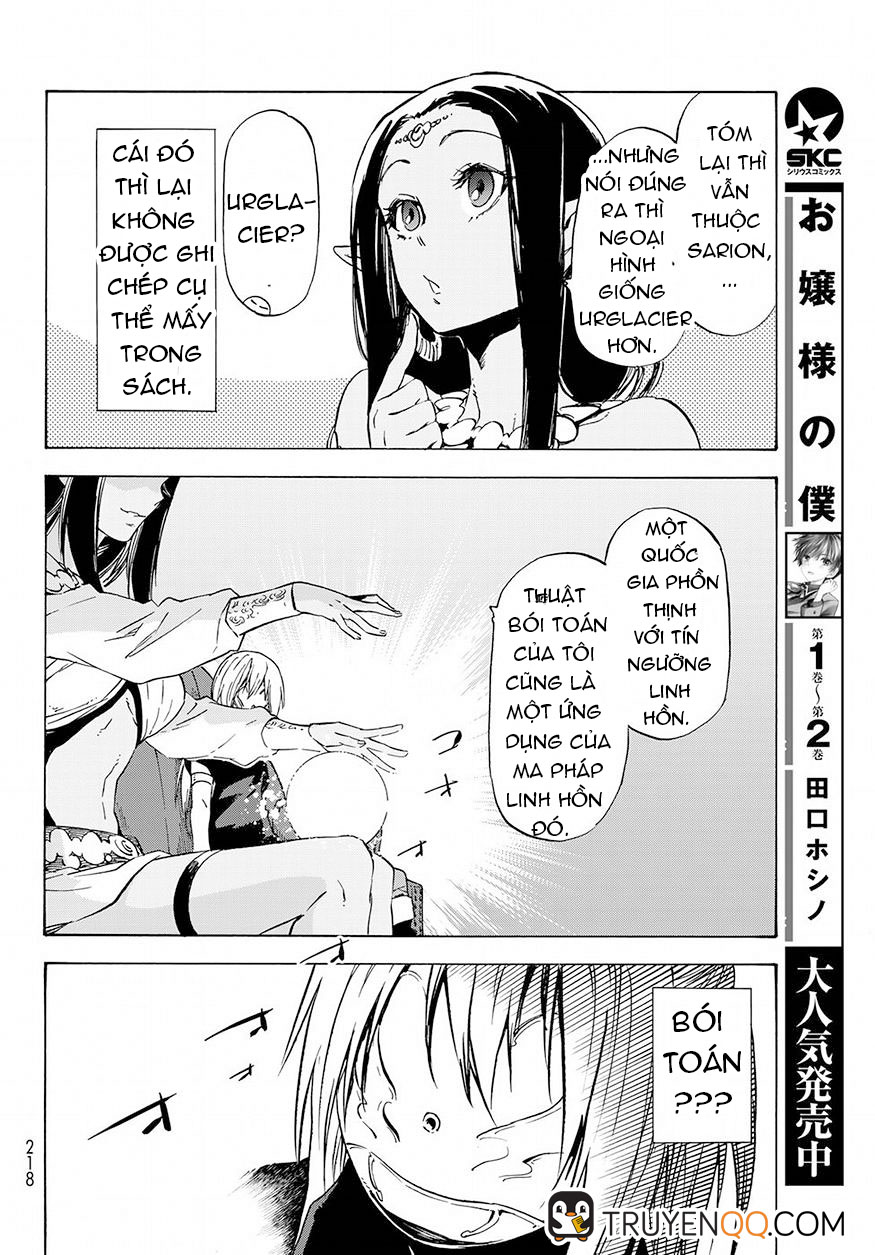 TÓM
LẠI THÌ
VẪN
THUỘC
SARION,
...
...NHƯNG
NÓI ĐÚNG
RA THÌ
NGOẠI
HÌNH
GIỐNG
URGLACIER
HƠN.
URGLA-
CIER?
CÁI ĐÓ
THÌ LẠI
KHÔNG
ĐƯỢC GHI
CHÉP CỤ
THỂ MẤY
TRONG
SÁCH.
MỘT
QUỐC
GIA PHỒN
THỊNH
VỚI TÍN
NGƯỠNG
LINH
HỒN.
THUẬT
BÓI TOÁN
CỦA TÔI
CŨNG LÀ
MỘT ỨNG
DỤNG CỦA
MA PHÁP
LINH HỒN
ĐÓ.
BÓI
TOÁN
???
SKC
シリウスコミックス
お嬢様の僕
第1巻〜第2巻
田口ホシノ
大人気発売中
218
TRUYENQQ.COM